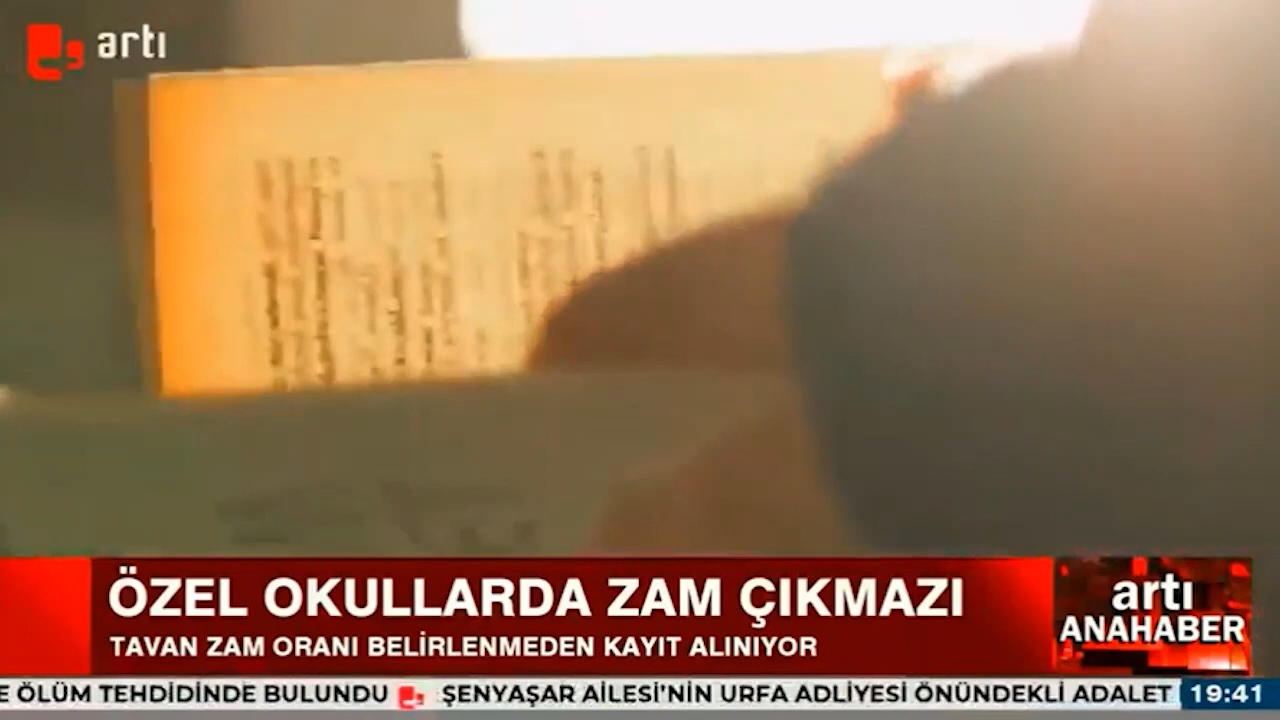 artı
ÖZEL OKULLARDA ZAM ÇIKMAZI
TAVAN ZAM ORANI BELİRLENMEDEN KAYIT ALINIYOR
artı
ANAHABER
E ÖLÜM TEHDİDİNDE BULUNDU ŞENYAŞAR AİLESİ'NİN URFA ADLİYESİ ÖNÜNDEKLİ ADALET 19:41